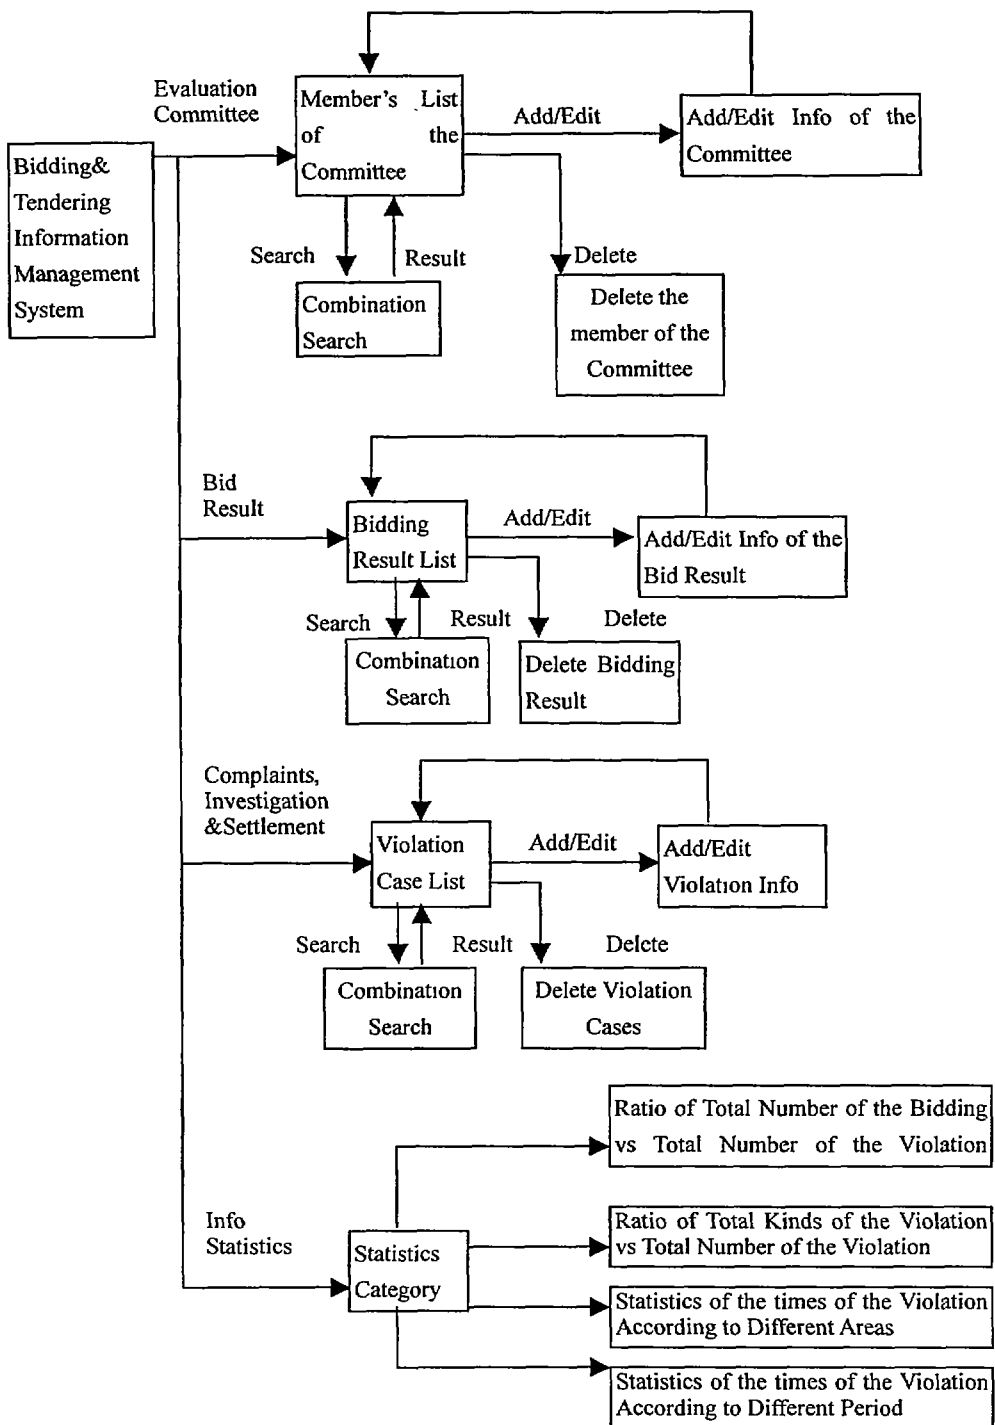 Evaluation
Committee
Member's List
of the
Committee
Add/Edit
Add/Edit Info of the
Committee
Bidding&
Tendering
Information
Management
System
Search
Result
Delete
Combination
Search
Delete the
member of the
Committee
Bid
Result
Bidding
Result List
Add/Edit
Add/Edit Info of the
Bid Result
Search
Result
Delete
Combination
Search
Delete Bidding
Result
Complaints,
Investigation
&Settlement
Violation
Case List
Add/Edit
Add/Edit
Violation Info
Search
Result
Delete
Combination
Search
Delete Violation
Cases
Ratio of Total Number of the Bidding
vs Total Number of the Violation
Info
Statistics
Statistics
Category
Ratio of Total Kinds of the Violation
vs Total Number of the Violation
Statistics of the times of the Violation
According to Different Areas
Statistics of the times of the Violation
According to Different Period